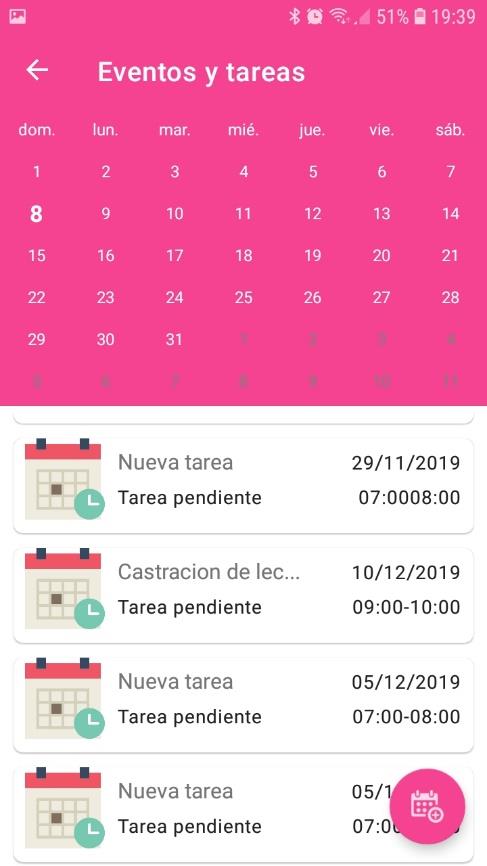 51% 19:39
Eventos y tareas
dom. lun. mar. mié. jue. vie. sáb.
1 2 3 4 5 6 7
8 9 10 11 12 13 14
15 16 17 18 19 20 21
22 23 24 25 26 27 28
29 30 31 1 2 3 4
5 6 7 8 9 10 11
Nueva tarea 29/11/2019
Tarea pendiente 07:0008:00
Castracion de lec... 10/12/2019
Tarea pendiente 09:00-10:00
Nueva tarea 05/12/2019
Tarea pendiente 07:00-08:00
Nueva tarea 05/1
Tarea pendiente